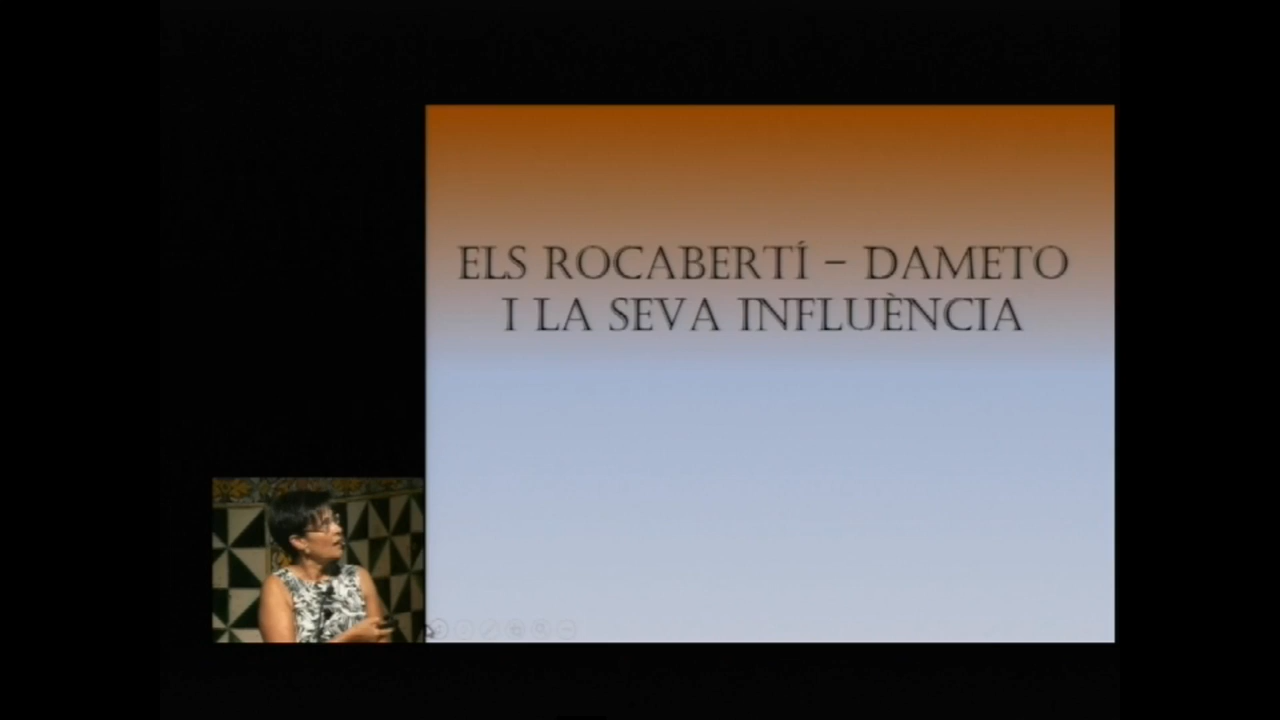 ELS ROCABERTÍ – DAMETO
I LA SEVA INFLUÈNCIA